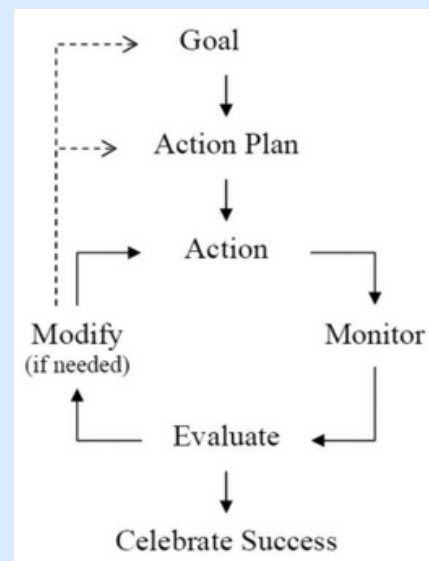 Goal
Action Plan
Action
Modify
(if needed)
Monitor
Evaluate
Celebrate Success